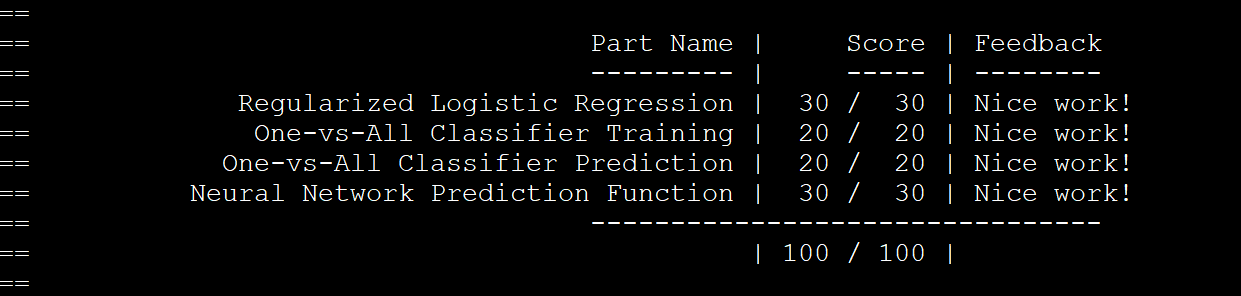 ==
== Part Name | Score | Feedback
== --------- | ----- | --------
== Regularized Logistic Regression | 30 / 30 | Nice work!
== One-vs-All Classifier Training | 20 / 20 | Nice work!
== One-vs-All Classifier Prediction | 20 / 20 | Nice work!
== Neural Network Prediction Function | 30 / 30 | Nice work!
== --------------------------------
== | 100 / 100 |
==